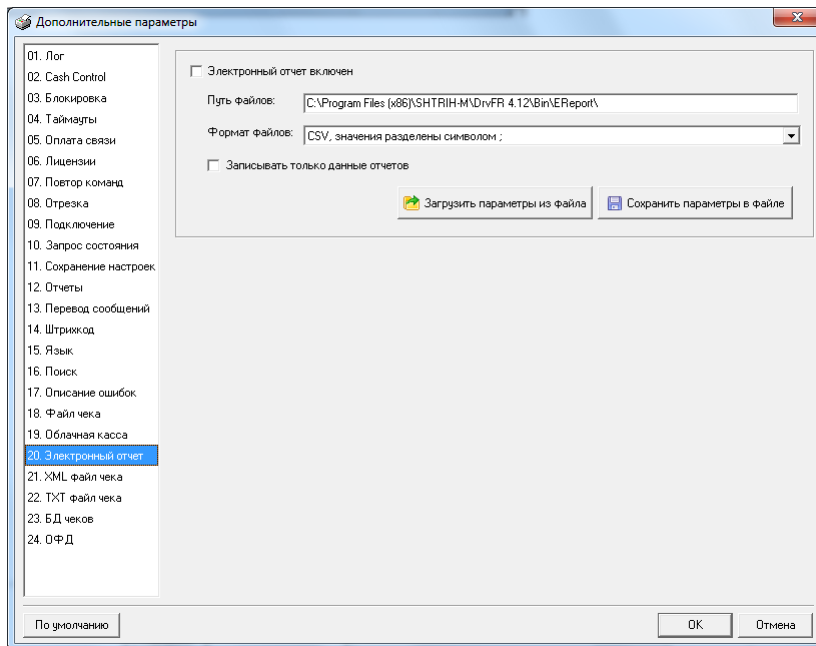 Дополнительные параметры
01. Лог
02. Cash Control
03. Блокировка
04. Таймауты
05. Оплата связи
06. Лицензии
07. Повтор команд
08. Отрезка
09. Подключение
10. Запрос состояния
11. Сохранение настроек
12. Отчеты
13. Перевод сообщений
14. Штрихкод
15. Язык
16. Поиск
17. Описание ошибок
18. Файл чека
19. Облачная касса
20. Электронный отчет
21. XML файл чека
22. TXT файл чека
23. БД чеков
24. ОФД
Электронный отчет включен
Путь файлов: C:\Program Files (x86)\SHTRIH-M\DrvFR 4.12\Bin\EReport\
Формат файлов: CSV, значения разделены символом ;
Записывать только данные отчетов
Загрузить параметры из файла Сохранить параметры в файле
По умолчанию OK Отмена